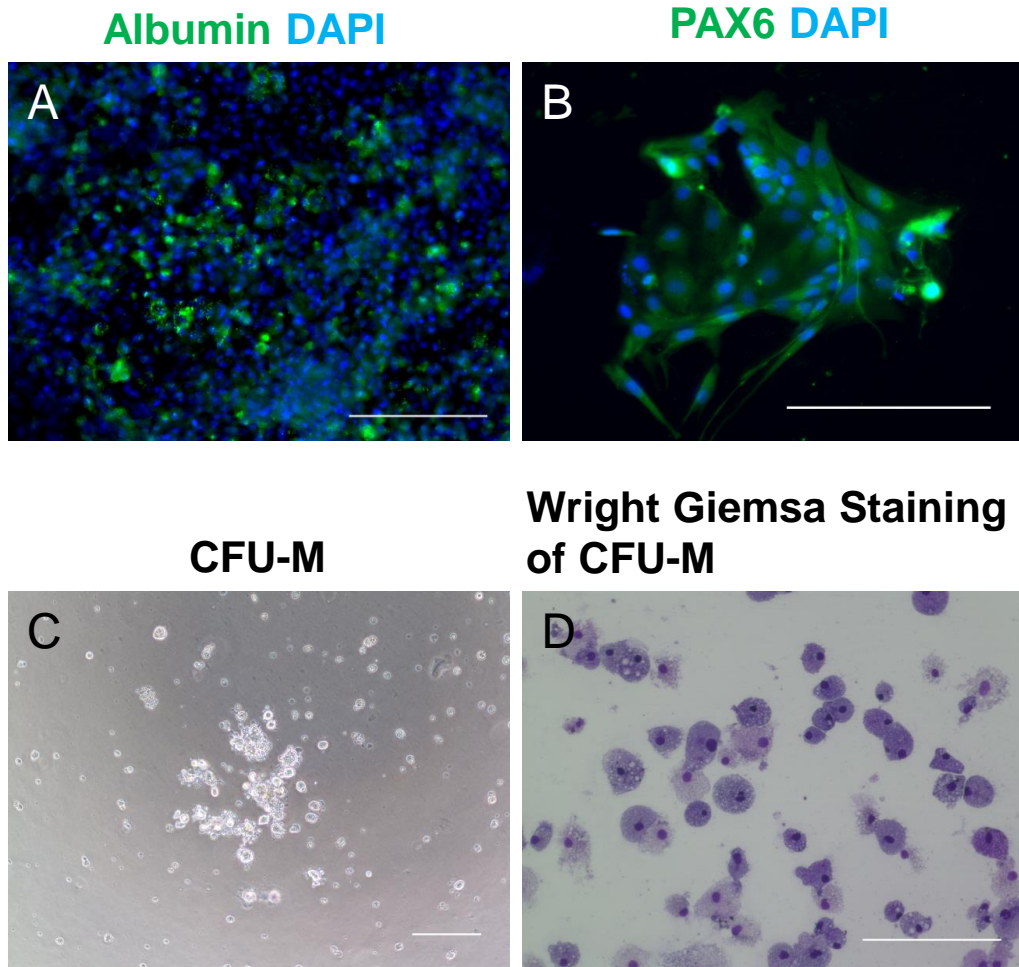 Albumin DAPI
PAX6 DAPI
A
B
CFU-M
Wright Giemsa Staining
of CFU-M
C
D